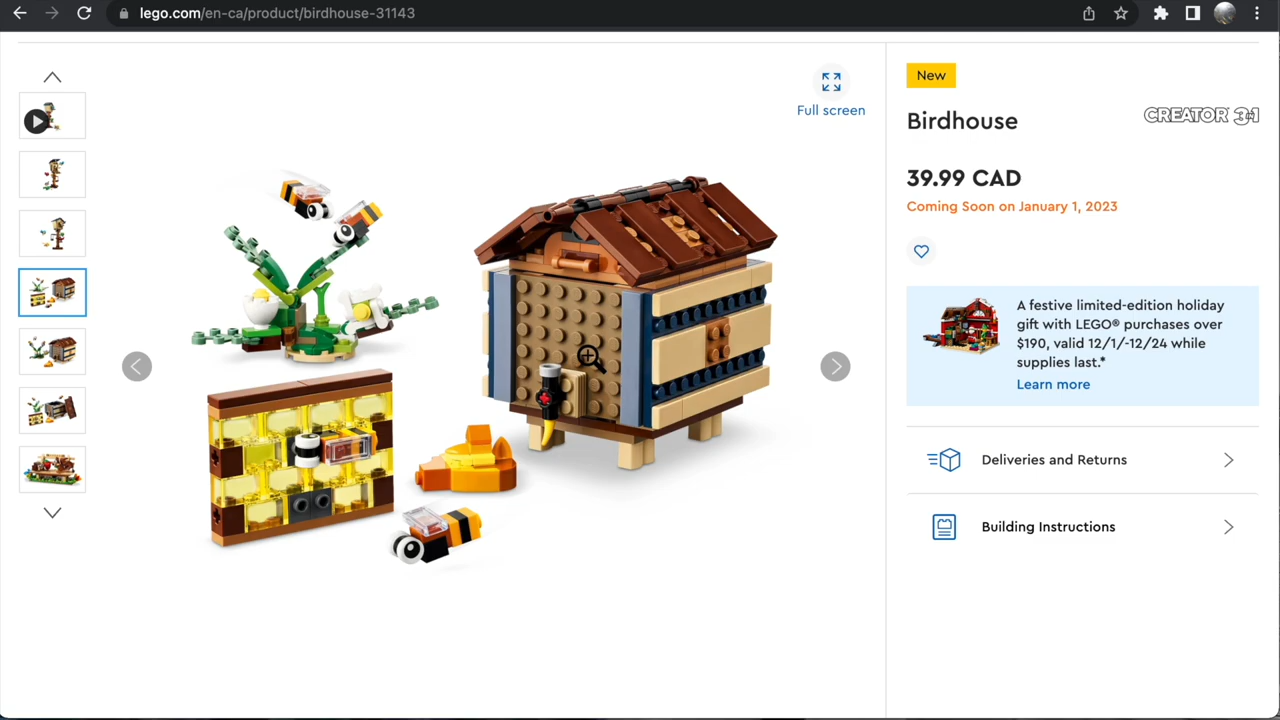 lego.com/en-ca/product/birdhouse-31143
Full screen
New
Birdhouse
CREATOR 3in1
39.99 CAD
Coming Soon on January 1, 2023
A festive limited-edition holiday
gift with LEGO® purchases over
$190, valid 12/1/-12/24 while
supplies last.*
Learn more
Deliveries and Returns
Building Instructions